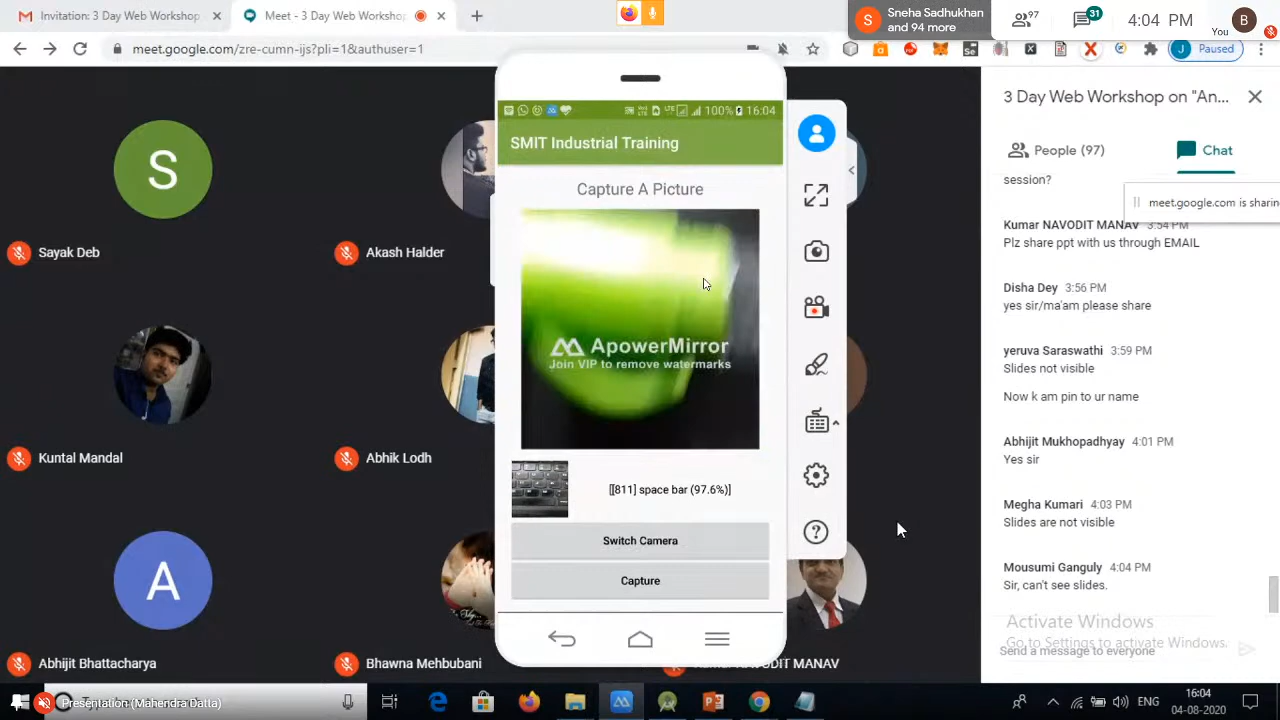 Invitation: 3 Day Web Workshop
Meet - 3 Day Web Workshop
Sneha Sadhukhan
and 94 more
97
31
4:04 PM
You
B
meet.google.com/zre-cumn-ijs?pli=1&authuser=1
J
Paused
S
Sayak Deb
Akash Halder
Kuntal Mandal
Abhik Lodh
A
Abhijit Bhattacharya
Bhawna Mehbubani
NAVODIT MANAV
100%
16:04
SMIT Industrial Training
Capture A Picture
ApowerMirror
Join VIP to remove watermarks
[[811] space bar (97.6%)]
Switch Camera
Capture
3 Day Web Workshop on "An...
People (97)
Chat
session?
meet.google.com is sharin
Kumar NAVODIT MANAV 3:54 PM
Plz share ppt with us through EMAIL
Disha Dey 3:56 PM
yes sir/ma'am please share
yeruva Saraswathi 3:59 PM
Slides not visible
Now k am pin to ur name
Abhijit Mukhopadhyay 4:01 PM
Yes sir
Megha Kumari 4:03 PM
Slides are not visible
Mousumi Ganguly 4:04 PM
Sir, can't see slides.
Activate Windows
Go to Settings to activate Windows.
Send a message to everyone
Presentation (Mahendra Datta)
ENG
16:04
04-08-2020